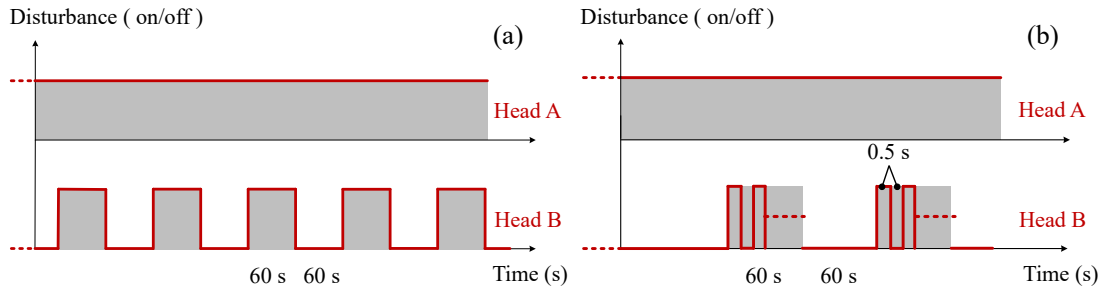 Disturbance ( on/off )
(a)
Head A
Head B
60 s 60 s
Time (s)
Disturbance ( on/off )
(b)
Head A
0.5 s
Head B
60 s 60 s
Time (s)